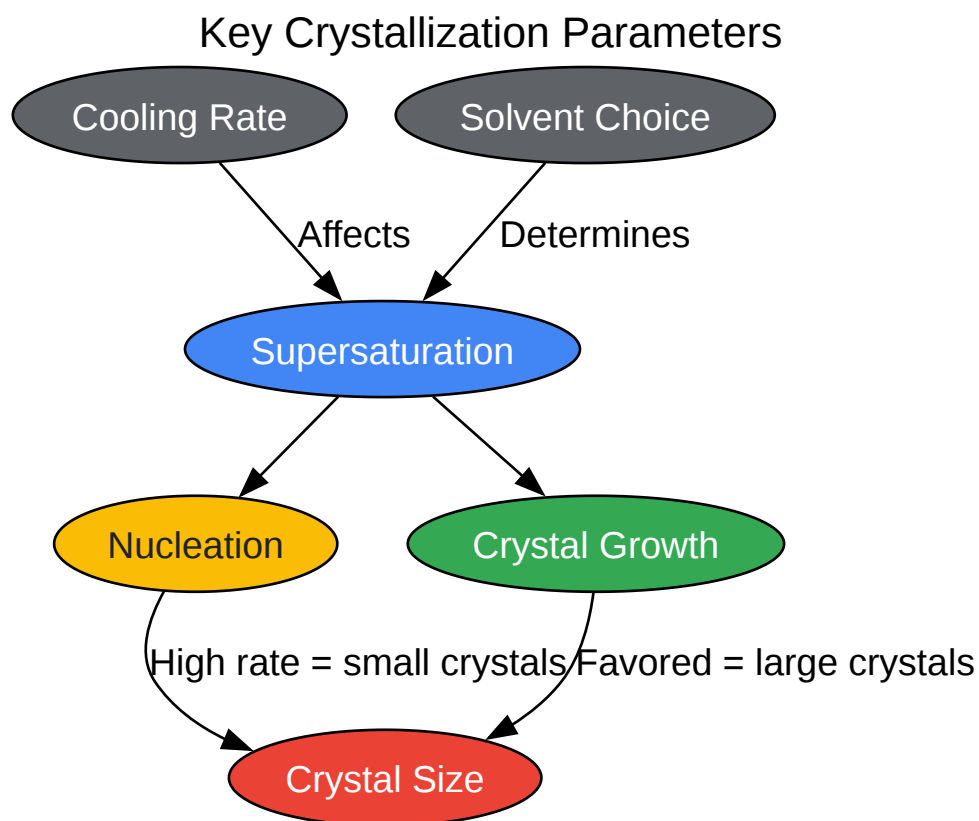 Key Crystallization Parameters
Cooling Rate
Solvent Choice
Affects
Determines
Supersaturation
Nucleation
Crystal Growth
High rate = small crystals
Favored = large crystals
Crystal Size